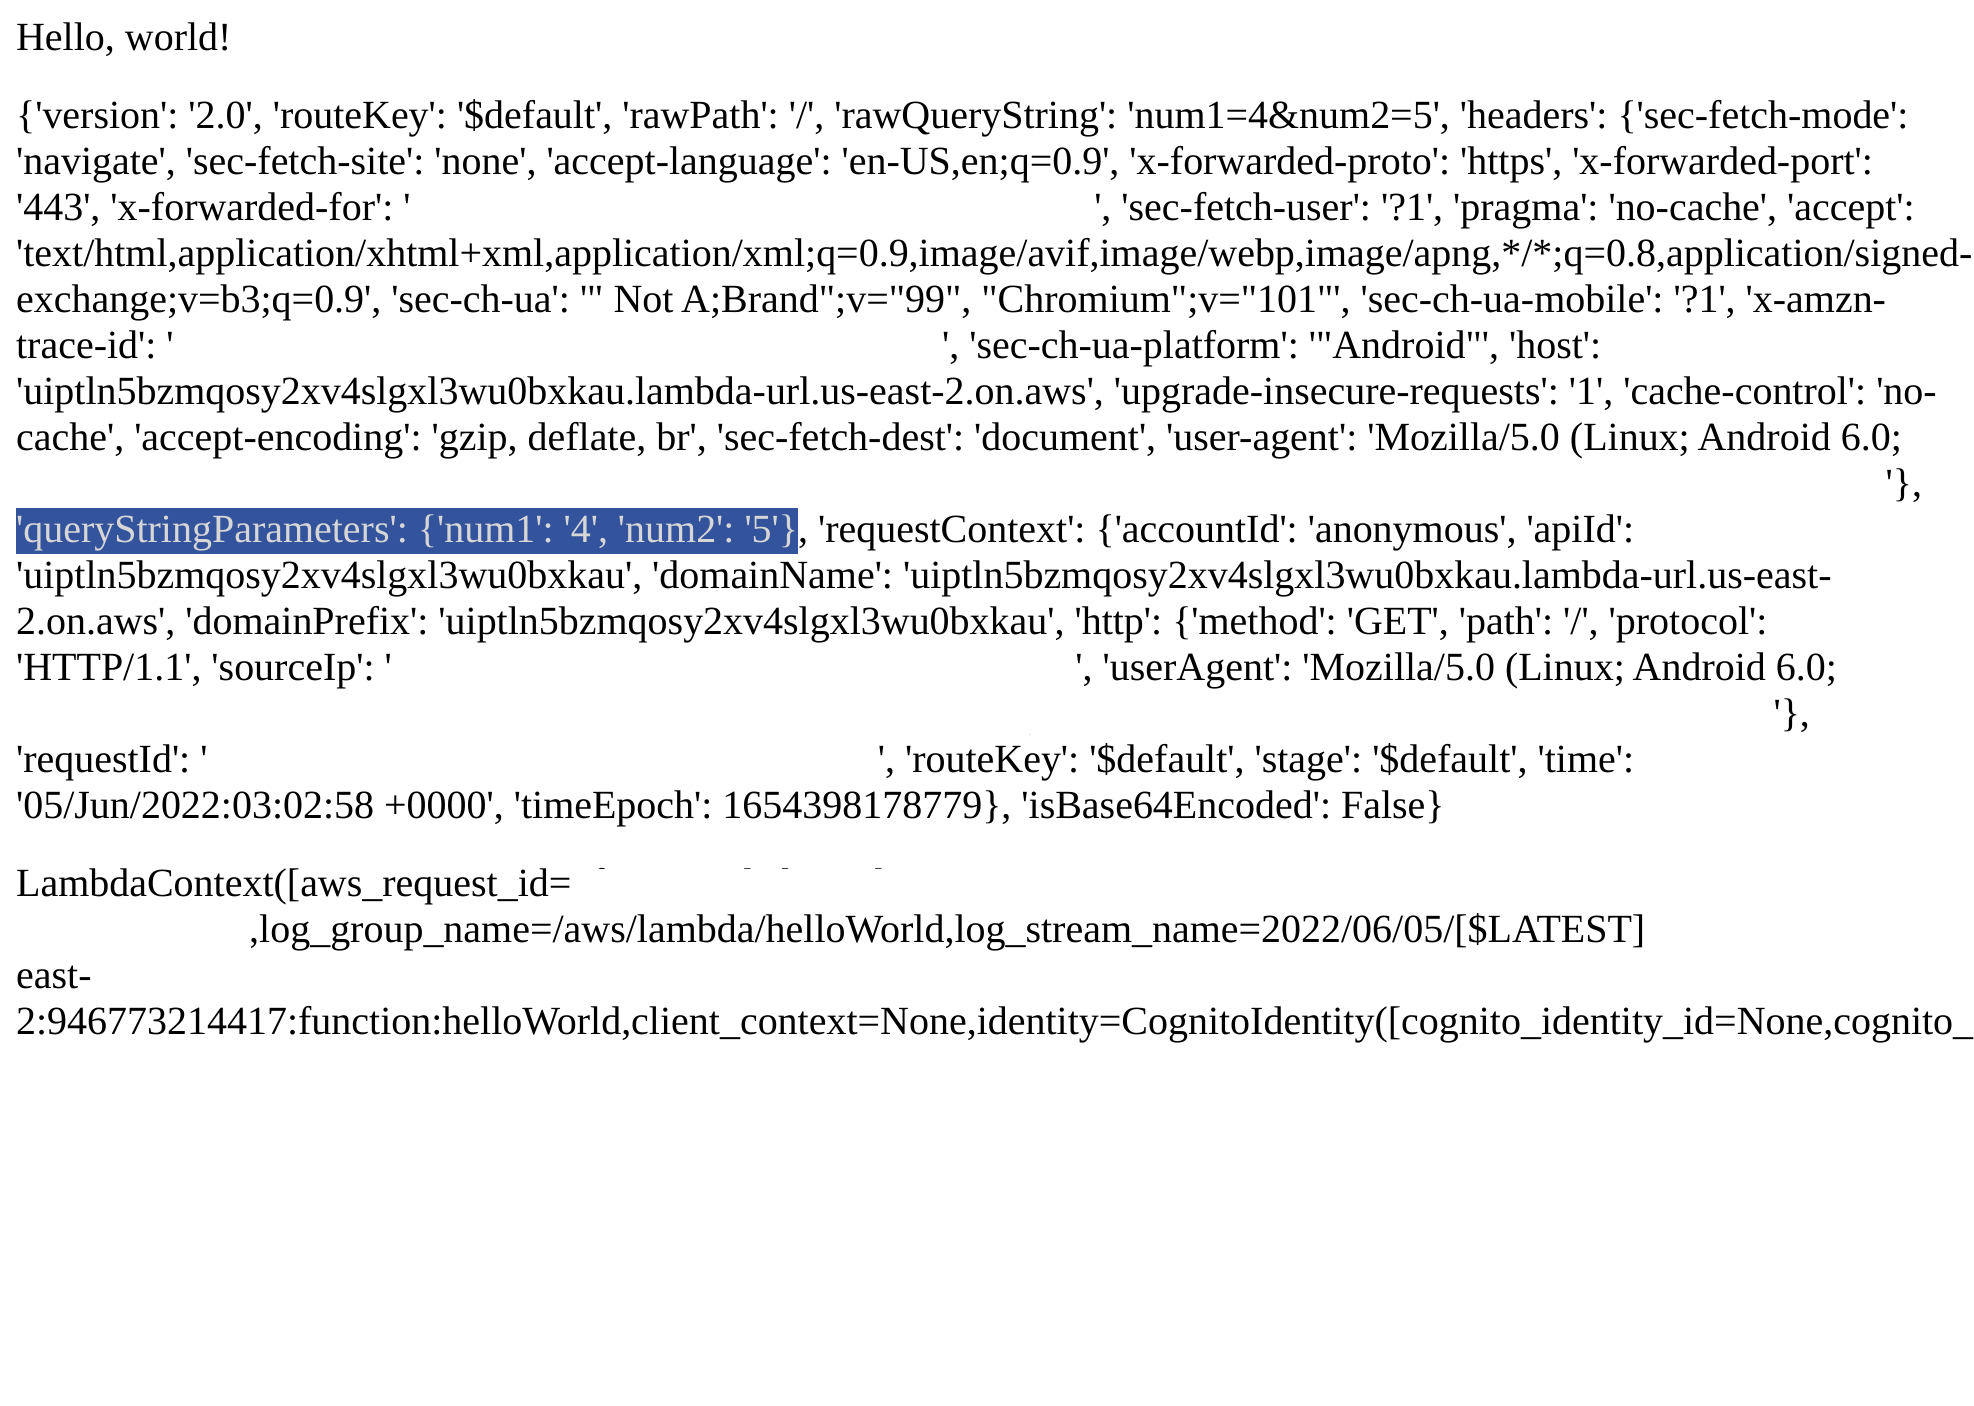 Hello, world!
{'version': '2.0', 'routeKey': '$default', 'rawPath': '/', 'rawQueryString': 'num1=4&num2=5', 'headers': {'sec-fetch-mode':
'navigate', 'sec-fetch-site': 'none', 'accept-language': 'en-US,en;q=0.9', 'x-forwarded-proto': 'https', 'x-forwarded-port':
'443', 'x-forwarded-for': ' ', 'sec-fetch-user': '?1', 'pragma': 'no-cache', 'accept':
'text/html,application/xhtml+xml,application/xml;q=0.9,image/avif,image/webp,image/apng,*/*;q=0.8,application/signed-
exchange;v=b3;q=0.9', 'sec-ch-ua': '" Not A;Brand";v="99", "Chromium";v="101"', 'sec-ch-ua-mobile': '?1', 'x-amzn-
trace-id': ' ', 'sec-ch-ua-platform': '"Android"', 'host':
'uiptln5bzmqosy2xv4slgxl3wu0bxkau.lambda-url.us-east-2.on.aws', 'upgrade-insecure-requests': '1', 'cache-control': 'no-
cache', 'accept-encoding': 'gzip, deflate, br', 'sec-fetch-dest': 'document', 'user-agent': 'Mozilla/5.0 (Linux; Android 6.0;
'},
'queryStringParameters': {'num1': '4', 'num2': '5'}, 'requestContext': {'accountId': 'anonymous', 'apiId':
'uiptln5bzmqosy2xv4slgxl3wu0bxkau', 'domainName': 'uiptln5bzmqosy2xv4slgxl3wu0bxkau.lambda-url.us-east-
2.on.aws', 'domainPrefix': 'uiptln5bzmqosy2xv4slgxl3wu0bxkau', 'http': {'method': 'GET', 'path': '/', 'protocol':
'HTTP/1.1', 'sourceIp': ' ', 'userAgent': 'Mozilla/5.0 (Linux; Android 6.0;
'},
'requestId': ' ', 'routeKey': '$default', 'stage': '$default', 'time':
'05/Jun/2022:03:02:58 +0000', 'timeEpoch': 1654398178779}, 'isBase64Encoded': False}
LambdaContext([aws_request_id=
,log_group_name=/aws/lambda/helloWorld,log_stream_name=2022/06/05/[$LATEST]
east-
2:946773214417:function:helloWorld,client_context=None,identity=CognitoIdentity([cognito_identity_id=None,cognito_